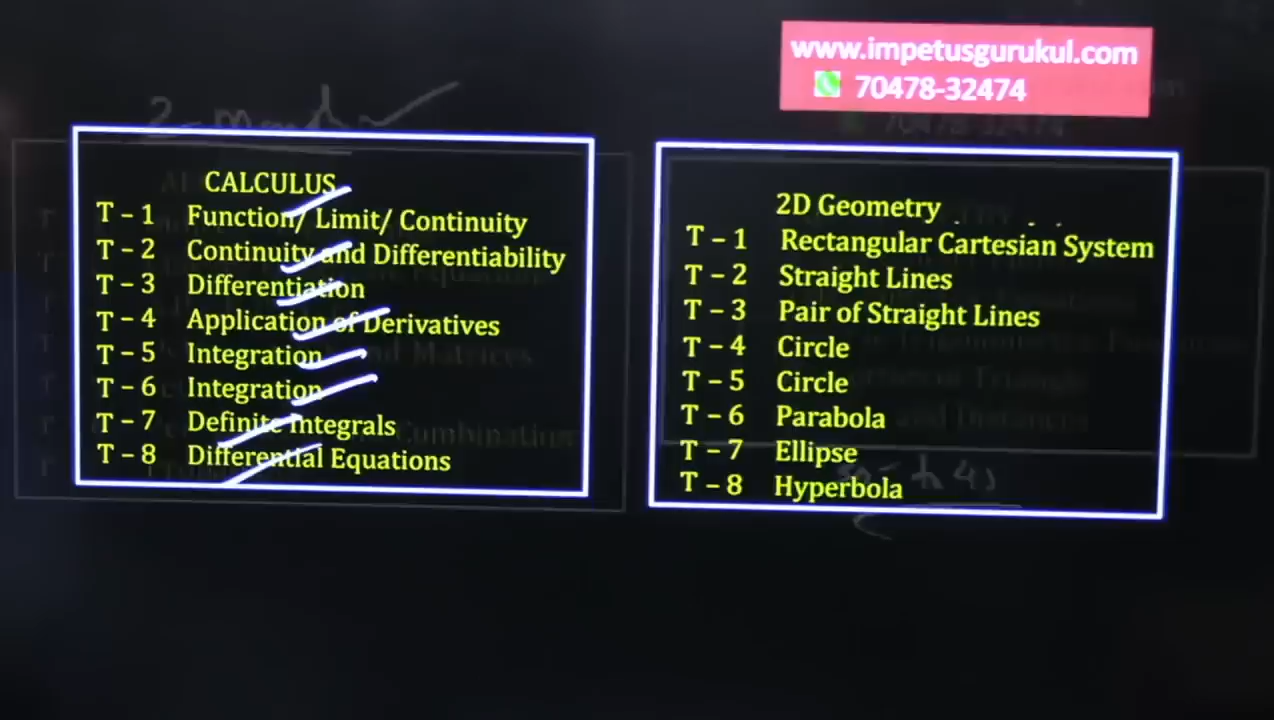 www.impetusgurukul.com
70478-32474
2-months
CALCULUS
T - 1 Function/ Limit/ Continuity
T - 2 Continuity and Differentiability
T - 3 Differentiation
T - 4 Application of Derivatives
T - 5 Integration
T - 6 Integration
T - 7 Definite Integrals
T - 8 Differential Equations
2D Geometry
T - 1 Rectangular Cartesian System
T - 2 Straight Lines
T - 3 Pair of Straight Lines
T - 4 Circle
T - 5 Circle
T - 6 Parabola
T - 7 Ellipse
T - 8 Hyperbola